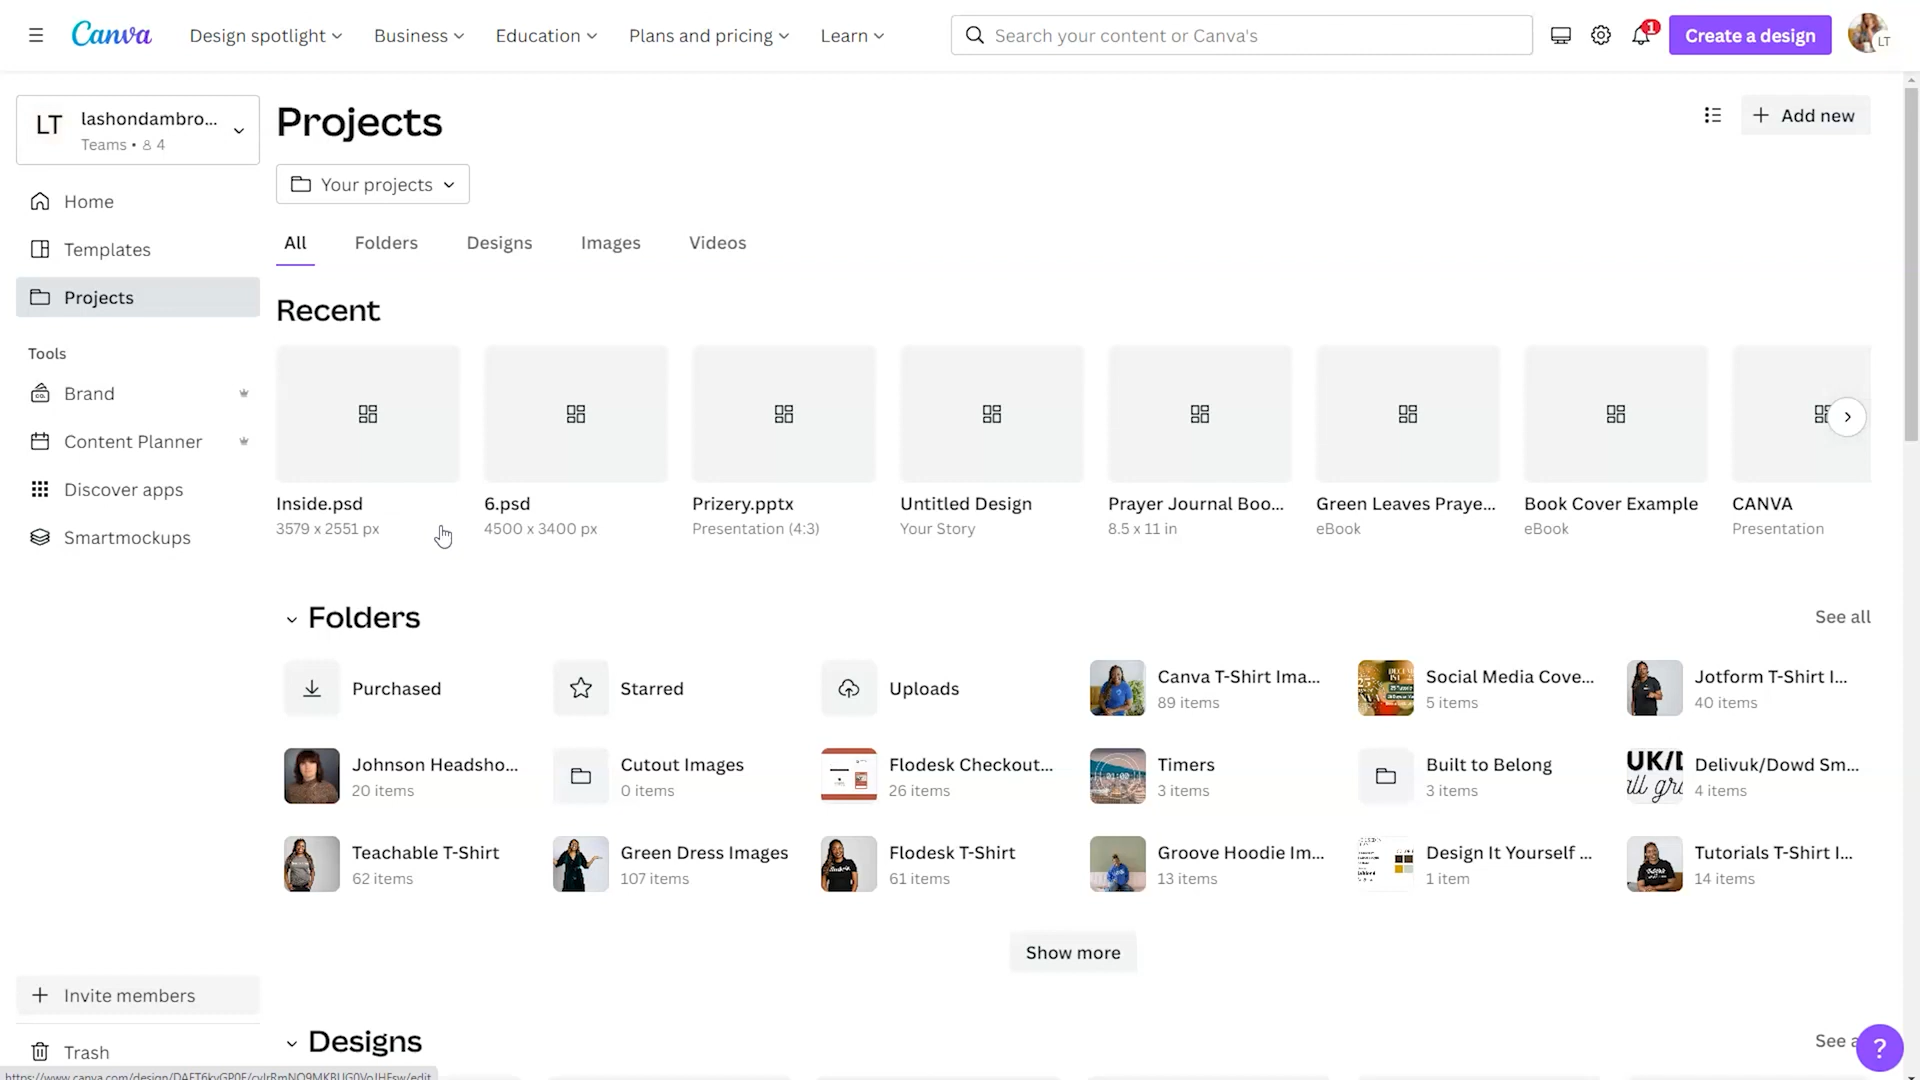 Canva
Design spotlight
Business
Education
Plans and pricing
Learn
Search your content or Canva's
1
Create a design
LT
LT
lashondambro...
Teams • 4
Home
Templates
Projects
Tools
Brand
Content Planner
Discover apps
Smartmockups
Invite members
Trash
Projects
Add new
Your projects
All
Folders
Designs
Images
Videos
Recent
Inside.psd
3579 x 2551 px
6.psd
4500 x 3400 px
Prizery.pptx
Presentation (4:3)
Untitled Design
Your Story
Prayer Journal Boo...
8.5 x 11 in
Green Leaves Praye...
eBook
Book Cover Example
eBook
CANVA
Presentation
Folders
See all
Purchased
Starred
Uploads
Canva T-Shirt Ima...
89 items
Social Media Cove...
5 items
Jotform T-Shirt I...
40 items
Johnson Headsho...
20 items
Cutout Images
0 items
Flodesk Checkout...
26 items
Timers
3 items
Built to Belong
3 items
UK/
Delivuk/Dowd Sm...
4 items
Teachable T-Shirt
62 items
Green Dress Images
107 items
Flodesk T-Shirt
61 items
Groove Hoodie Im...
13 items
Design It Yourself ...
1 item
Tutorials T-Shirt I...
14 items
Show more
Designs
See a
?